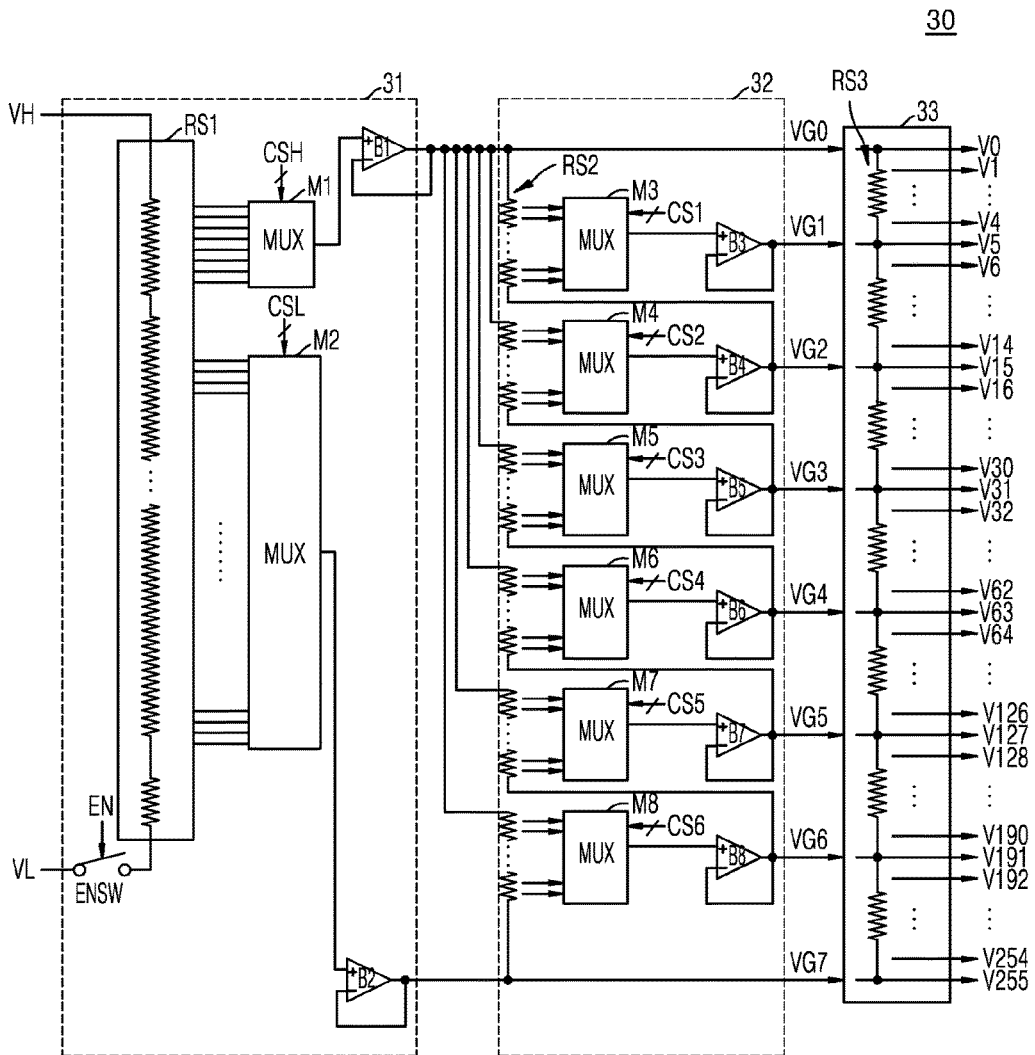 30
31
32
33
VH
RS1
CSH
M1
MUX
B1
CSL
M2
MUX
EN
VL
ENSW
B2
RS2
M3
MUX
CS1
B3
M4
MUX
CS2
B4
M5
MUX
CS3
B5
M6
MUX
CS4
B6
M7
MUX
CS5
B7
M8
MUX
CS6
B8
VG0
VG1
VG2
VG3
VG4
VG5
VG6
VG7
RS3
V0
V1
V4
V5
V6
V14
V15
V16
V30
V31
V32
V62
V63
V64
V126
V127
V128
V190
V191
V192
V254
V255